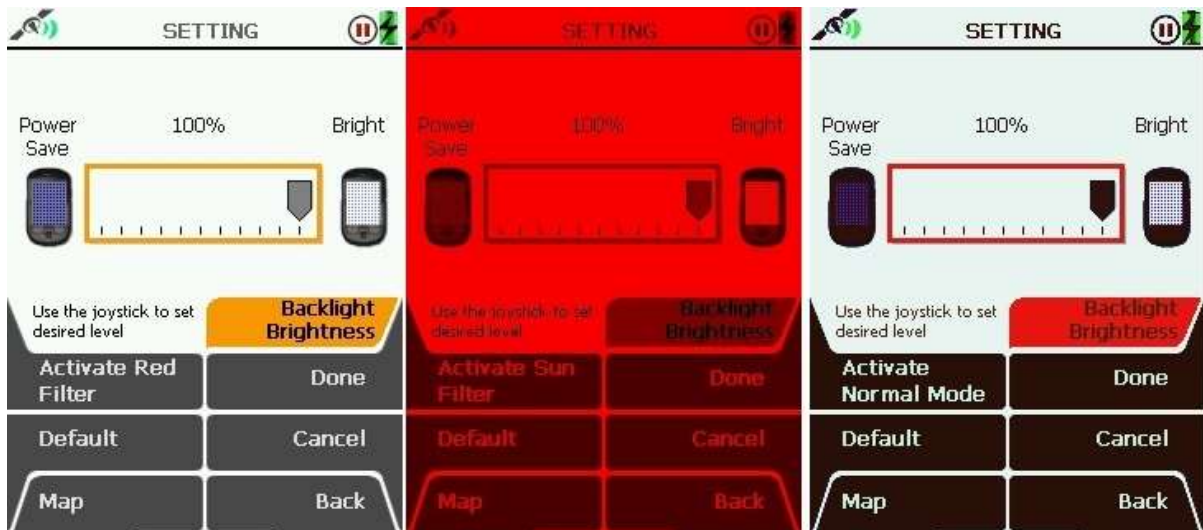 SETTING
Power
Save
100%
Bright
Use the joystick to set
desired level
Backlight
Brightness
Activate Red
Filter
Done
Default
Cancel
Map
Back
SETTING
Power
Save
100%
Bright
Use the joystick to set
desired level
Backlight
Brightness
Activate Sun
Filter
Done
Default
Cancel
Map
Back
SETTING
Power
Save
100%
Bright
Use the joystick to set
desired level
Backlight
Brightness
Activate
Normal Mode
Done
Default
Cancel
Map
Back